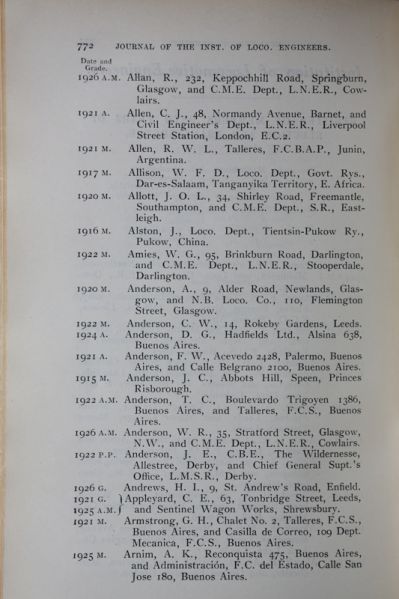 772 JOURNAL OF THE INST. OF LOCO. ENGINEERS.
Date and
Grade.
1926 A.M. Allan, R., 232, Keppochhill Road, Springburn,
Glasgow, and C.M.E. Dept., L.N.E.R., Cow-
lairs.
1921 A. Allen, C. J., 48, Normandy Avenue, Barnet, and
Civil Engineer's Dept., L.N.E.R., Liverpool
Street Station, London, E.C.2.
1921 M. Allen, R. W. L., Talleres, F.C.B.A.P., Junin,
Argentina.
1917 M. Allison, W. F. D., Loco. Dept., Govt. Rys.,
Dar-es-Salaam, Tanganyika Territory, E. Africa.
1920 M. Allott, J. O. L., 34, Shirley Road, Freemantle,
Southampton, and C.M.E. Dept., S.R., East-
leigh.
1916 M. Alston, J., Loco. Dept., Tientsin-Pukow Ry.,
Pukow, China.
1922 M. Amies, W. G., 95, Brinkburn Road, Darlington,
and C.M.E. Dept., L.N.E.R., Stooperdale,
Darlington.
1920 M. Anderson, A., 9, Alder Road, Newlands, Glas-
gow, and N.B. Loco. Co., 110, Flemington
Street, Glasgow.
1922 M. Anderson, C. W., 14, Rokeby Gardens, Leeds.
1924 A. Anderson, D. G., Hadfields Ltd., Alsina 638,
Buenos Aires.
1921 A. Anderson, F. W., Acevedo 2428, Palermo, Buenos
Aires, and Calle Belgrano 2100, Buenos Aires.
1915 M. Anderson, J. C., Abbots Hill, Speen, Princes
Risborough.
1922 A.M. Anderson, T. C., Boulevardo Trigoyen 1386,
Buenos Aires, and Talleres, F.C.S., Buenos
Aires.
1926 A.M. Anderson, W. R., 35, Stratford Street, Glasgow,
N.W., and C.M.E. Dept., L.N.E.R., Cowlairs.
1922 P.P. Anderson, J. E., C.B.E., The Wildernesse,
Allestree, Derby, and Chief General Supt.'s
Office, L.M.S.R., Derby.
1926 G. Andrews, H. I., 9, St. Andrew's Road, Enfield.
1921 G. } Appleyard, C. E., 63, Tonbridge Street, Leeds,
1925 A.M. } and Sentinel Wagon Works, Shrewsbury.
1921 M. Armstrong, G. H., Chalet No. 2, Talleres, F.C.S.,
Buenos Aires, and Casilla de Correo, 109 Dept.
Mecanica, F.C.S., Buenos Aires.
1925 M. Arnim, A. K., Reconquista 475, Buenos Aires,
and Administración, F.C. del Estado, Calle San
Jose 180, Buenos Aires.